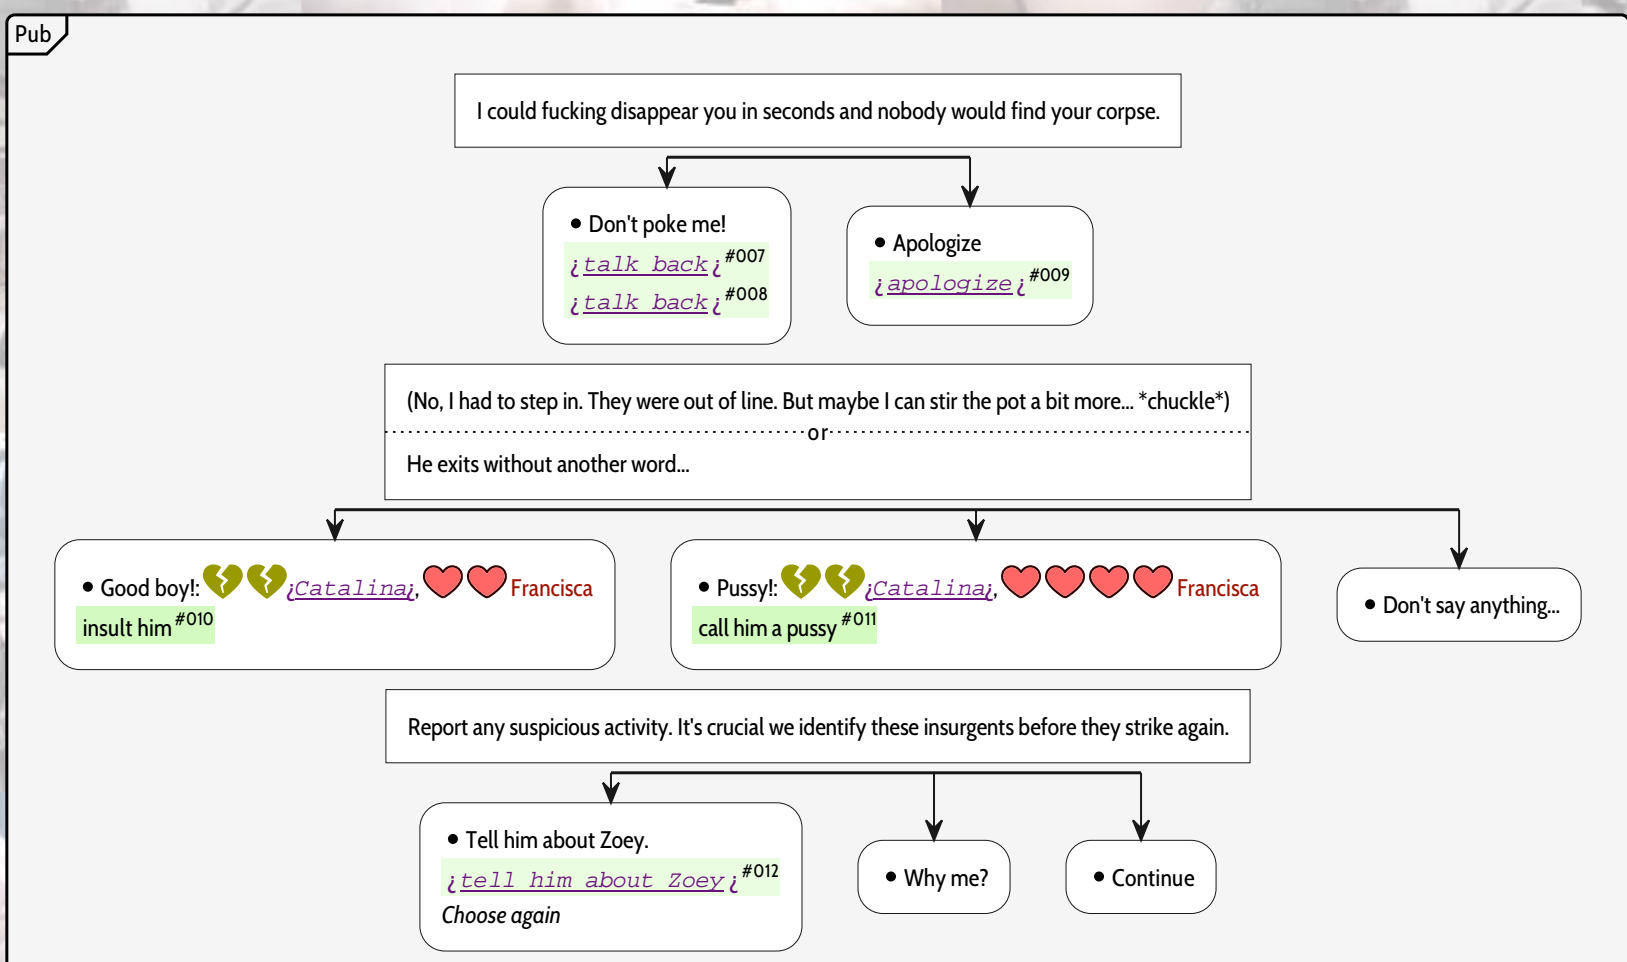 Pub
I could fucking disappear you in seconds and nobody would find your corpse.
• Don't poke me!
¿talk back¿#007
¿talk back¿#008
• Apologize
¿apologize¿#009
(No, I had to step in. They were out of line. But maybe I can stir the pot a bit more... *chuckle*)
or
He exits without another word...
• Good boy!: ¿Catalina¿, Francisca
insult him#010
• Pussy!: ¿Catalina¿, Francisca
call him a pussy#011
• Don't say anything...
Report any suspicious activity. It's crucial we identify these insurgents before they strike again.
• Tell him about Zoey.
¿tell him about Zoey¿#012
Choose again
• Why me?
• Continue